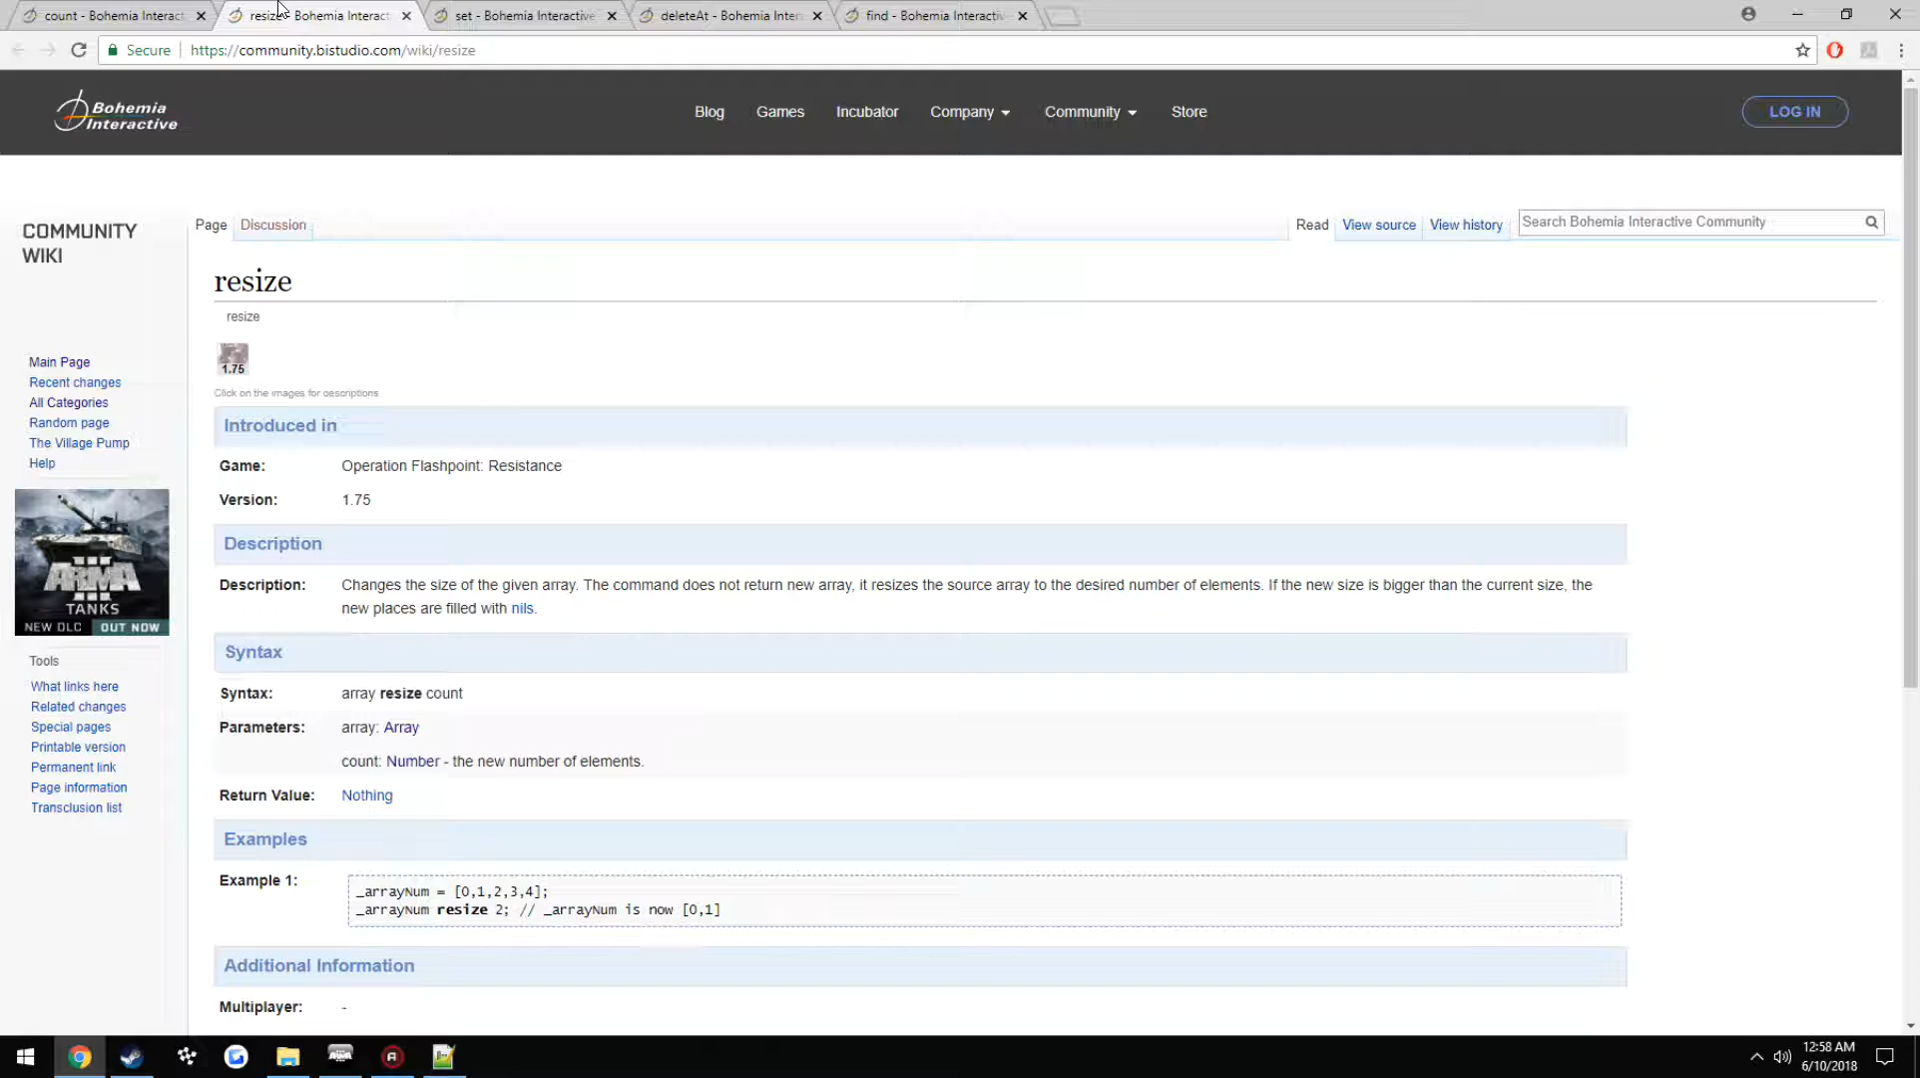 count - Bohemia Interact
resize - Bohemia Interact
set - Bohemia Interactive
deleteAt - Bohemia Inter
find - Bohemia Interactiv
Secure
https://community.bistudio.com/wiki/resize
Bohemia
Interactive
Blog
Games
Incubator
Company
Community
Store
LOG IN
COMMUNITY
WIKI
Page
Discussion
Read
View source
View history
Search Bohemia Interactive Community
resize
resize
1.75
Click on the images for descriptions
Main Page
Recent changes
All Categories
Random page
The Village Pump
Help
ARMA
III
TANKS
NEW DLC OUT NOW
Tools
What links here
Related changes
Special pages
Printable version
Permanent link
Page information
Transclusion list
Introduced in
Game: Operation Flashpoint: Resistance
Version: 1.75
Description
Description: Changes the size of the given array. The command does not return new array, it resizes the source array to the desired number of elements. If the new size is bigger than the current size, the
new places are filled with nils.
Syntax
Syntax: array resize count
Parameters: array: Array
count: Number - the new number of elements.
Return Value: Nothing
Examples
Example 1:
_arrayNum = [0,1,2,3,4];
_arrayNum resize 2; // _arrayNum is now [0,1]
Additional Information
Multiplayer: -
12:58 AM
6/10/2018